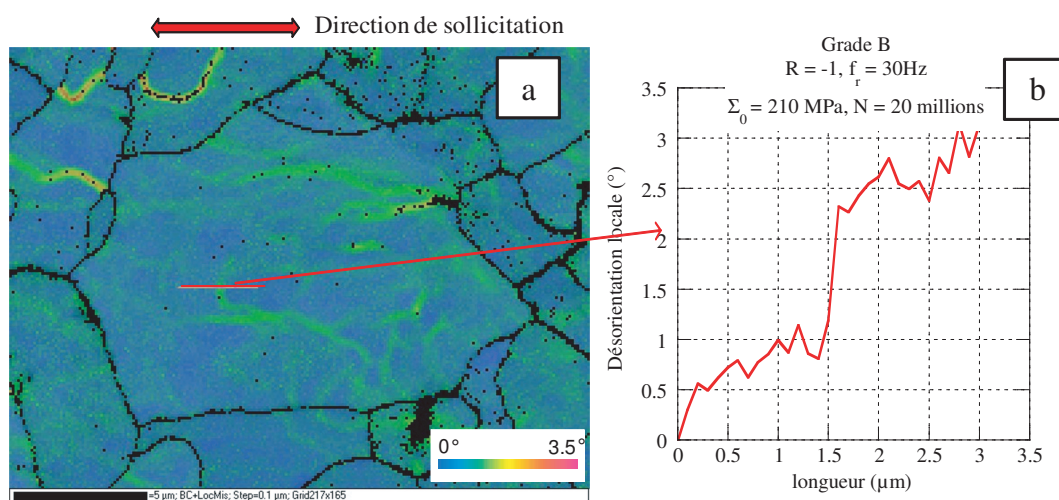 Direction de sollicitation
a
0° 3.5°
=5 µm; BC+LocMis; Step=0.1 µm; Grid217x165
Grade B
R = -1, f_r = 30Hz
Σ_0 = 210 MPa, N = 20 millions
b
Désorientation locale (°)
3.5
3
2.5
2
1.5
1
0.5
0
0 0.5 1 1.5 2 2.5 3 3.5
longueur (µm)